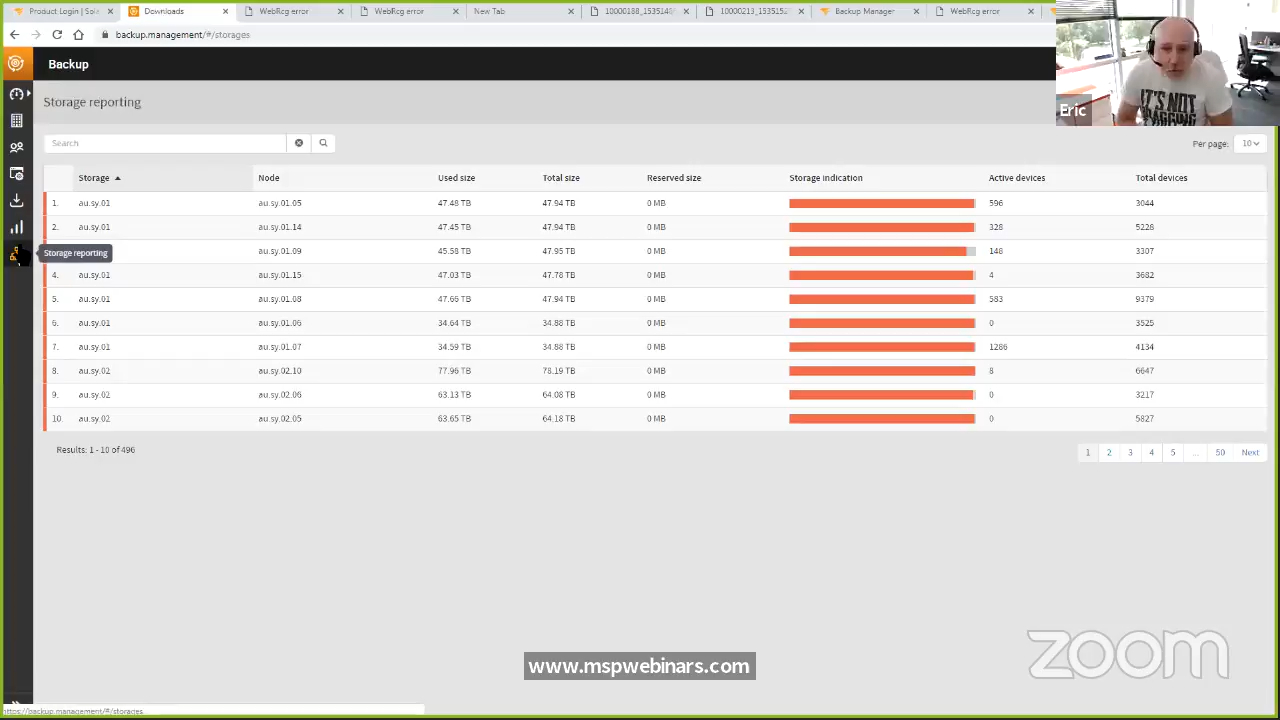 Product Login | Sola
Downloads
WebRcg error
WebRcg error
New Tab
10000188_1535148
10000213_1535152
Backup Manager
WebRcg error
backup.management/#/storages
Backup
Eric
IT'S NOT
Storage reporting
Search
Per page: 10
Storage Node Used size Total size Reserved size Storage indication Active devices Total devices
1. au.sy.01 au.sy.01.05 47.48 TB 47.94 TB 0 MB 596 3044
2. au.sy.01 au.sy.01.14 47.45 TB 47.94 TB 0 MB 328 5228
Storage reporting au.sy.01.09 45.58 TB 47.95 TB 0 MB 148 3307
4. au.sy.01 au.sy.01.15 47.03 TB 47.78 TB 0 MB 4 3682
5. au.sy.01 au.sy.01.08 47.66 TB 47.94 TB 0 MB 583 9379
6. au.sy.01 au.sy.01.06 34.64 TB 34.88 TB 0 MB 0 3525
7. au.sy.01 au.sy.01.07 34.59 TB 34.88 TB 0 MB 1286 4134
8. au.sy.02 au.sy.02.10 77.96 TB 78.19 TB 0 MB 8 6647
9. au.sy.02 au.sy.02.06 63.13 TB 64.08 TB 0 MB 0 3217
10. au.sy.02 au.sy.02.05 63.65 TB 64.18 TB 0 MB 0 5827
Results: 1 - 10 of 496
1 2 3 4 5 ... 50 Next
zoom
www.mspwebinars.com
https://backup.management/#/storages